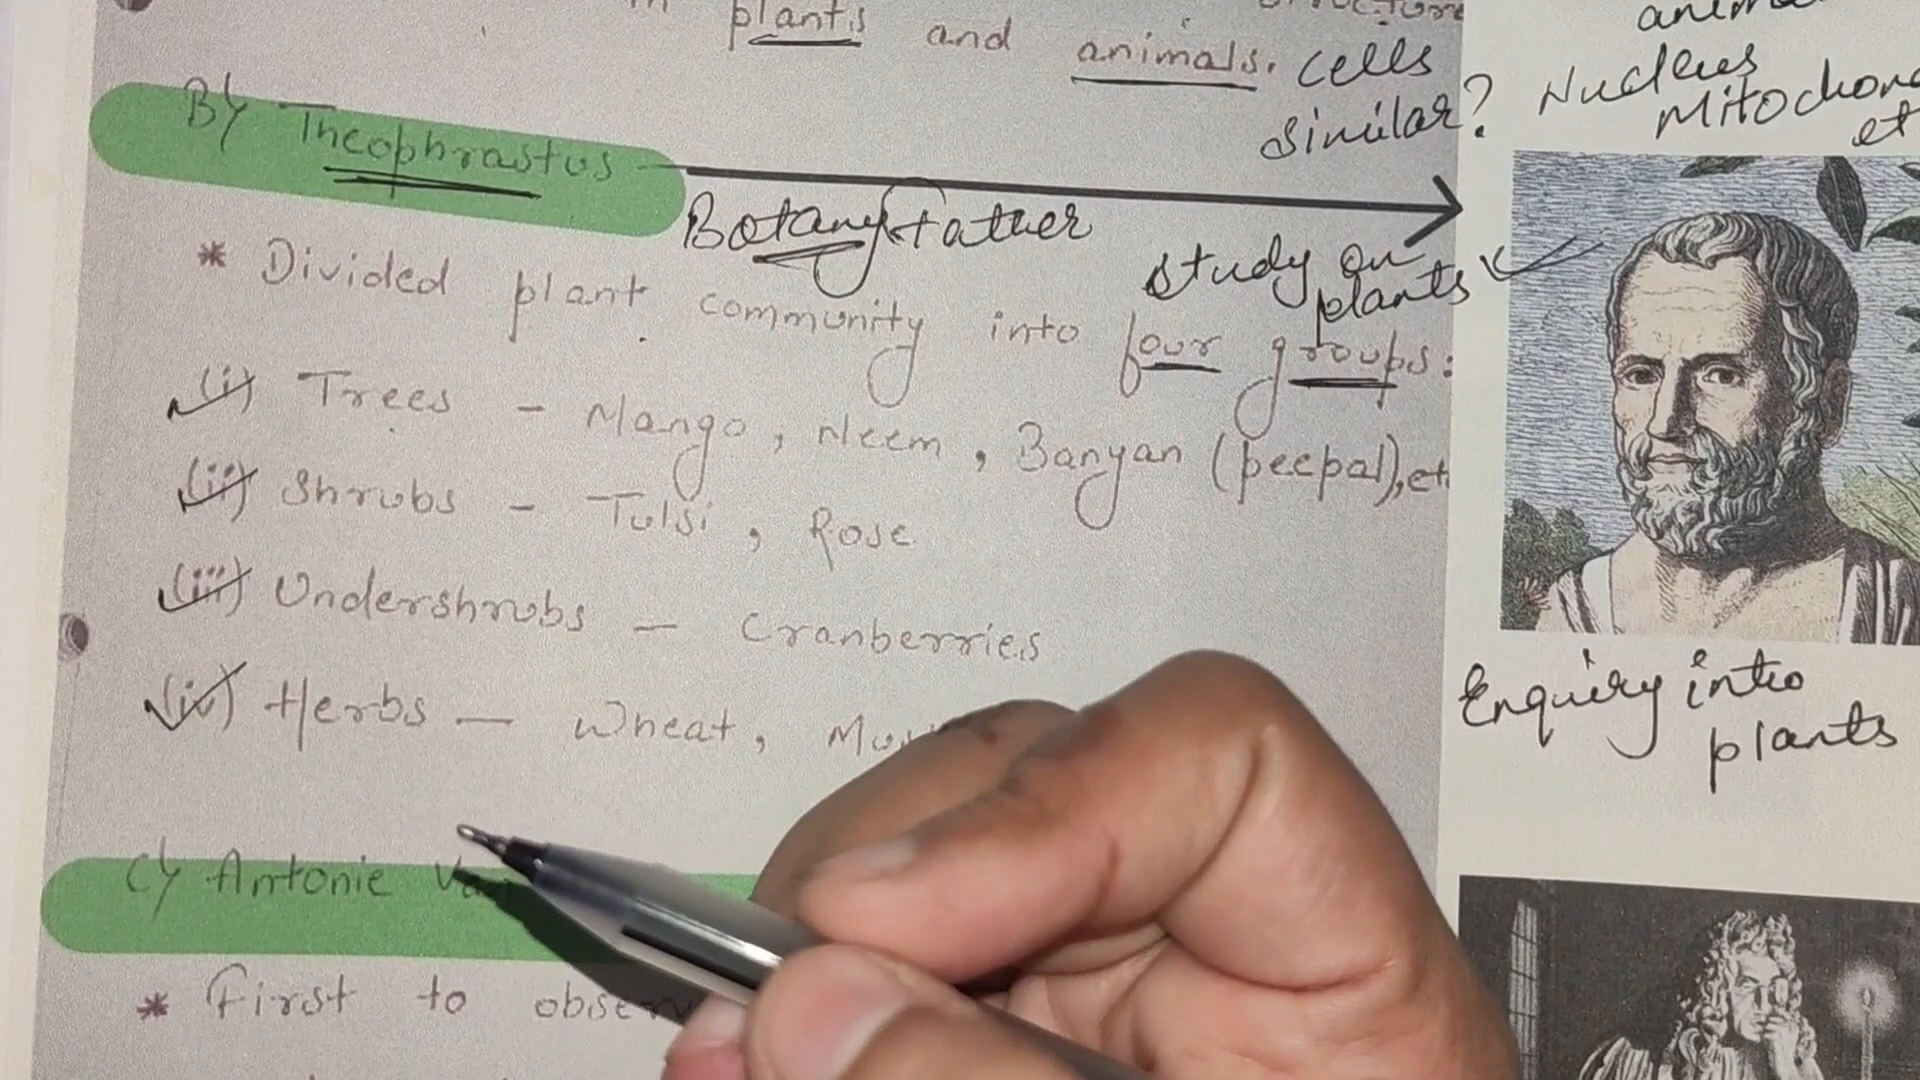 plants and animals.
cells
similar?
Nucleus
B) Theophrastus
Botany Father
study on
plants
* Divided plant community into four groups:
(i) Trees - Mango, Neem, Banyan (peepal), etc
(ii) Shrubs - Tulsi, Rose
(iii) Undershrubs - Cranberries
(iv) Herbs - Wheat,
Enquiry into
plants
C) Antonie Van
* First to